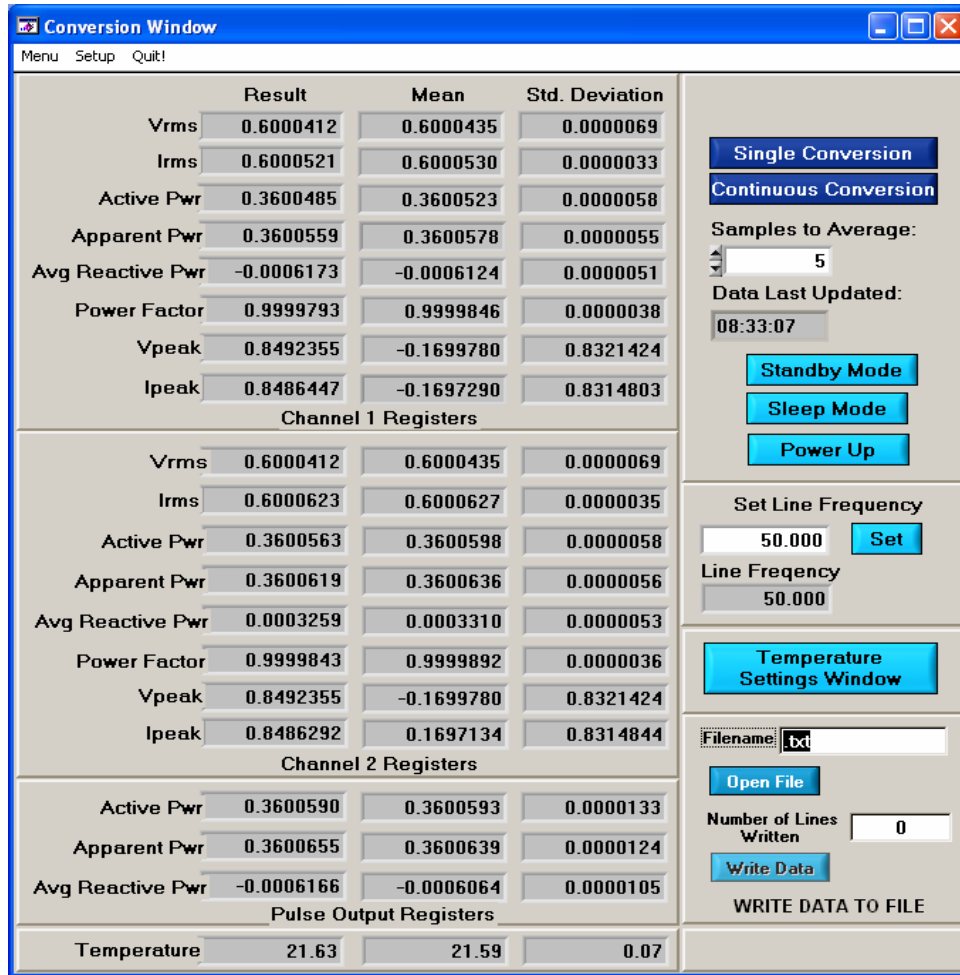 Conversion Window
Menu Setup Quit!
Result Mean Std. Deviation
Vrms 0.6000412 0.6000435 0.0000069
Irms 0.6000521 0.6000530 0.0000033
Active Pwr 0.3600485 0.3600523 0.0000058
Apparent Pwr 0.3600559 0.3600578 0.0000055
Avg Reactive Pwr -0.0006173 -0.0006124 0.0000051
Power Factor 0.9999793 0.9999846 0.0000038
Vpeak 0.8492355 -0.1699780 0.8321424
Ipeak 0.8486447 -0.1697290 0.8314803
Channel 1 Registers
Vrms 0.6000412 0.6000435 0.0000069
Irms 0.6000623 0.6000627 0.0000035
Active Pwr 0.3600563 0.3600598 0.0000058
Apparent Pwr 0.3600619 0.3600636 0.0000056
Avg Reactive Pwr 0.0003259 0.0003310 0.0000053
Power Factor 0.9999843 0.9999892 0.0000036
Vpeak 0.8492355 -0.1699780 0.8321424
Ipeak 0.8486292 0.1697134 0.8314844
Channel 2 Registers
Active Pwr 0.3600590 0.3600593 0.0000133
Apparent Pwr 0.3600655 0.3600639 0.0000124
Avg Reactive Pwr -0.0006166 -0.0006064 0.0000105
Pulse Output Registers
Temperature 21.63 21.59 0.07
Single Conversion
Continuous Conversion
Samples to Average:
5
Data Last Updated:
08:33:07
Standby Mode
Sleep Mode
Power Up
Set Line Frequency
50.000 Set
Line Freqency
50.000
Temperature
Settings Window
Filename .txt
Open File
Number of Lines
Written 0
Write Data
WRITE DATA TO FILE